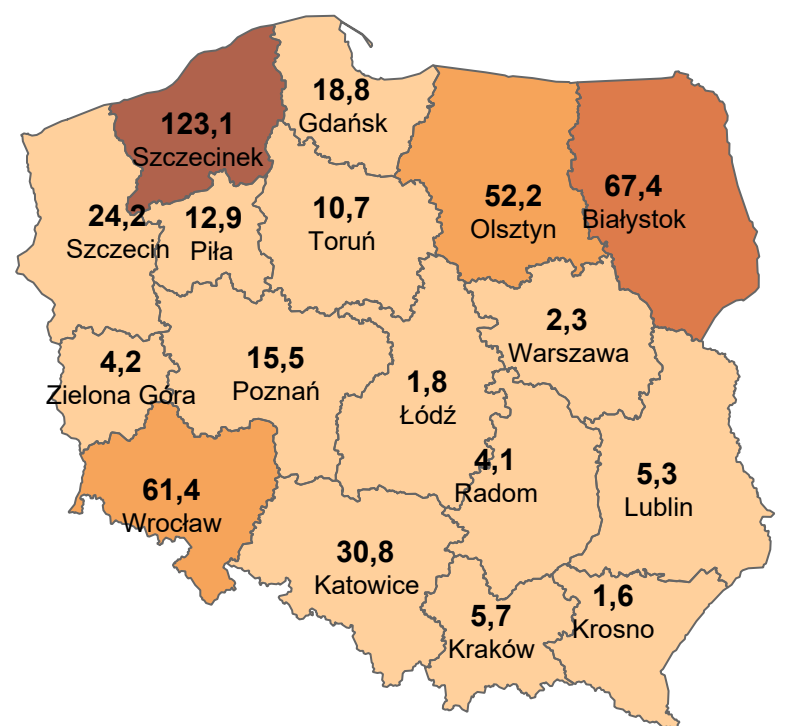 18,8
Gdańsk
123,1
Szczecinek
52,2
Olsztyn
67,4
Białystok
24,2
Szczecin
12,9
Piła
10,7
Toruń
2,3
Warszawa
4,2
Zielona Góra
15,5
Poznań
1,8
Łódź
4,1
Radom
5,3
Lublin
61,4
Wrocław
30,8
Katowice
5,7
Kraków
1,6
Krosno